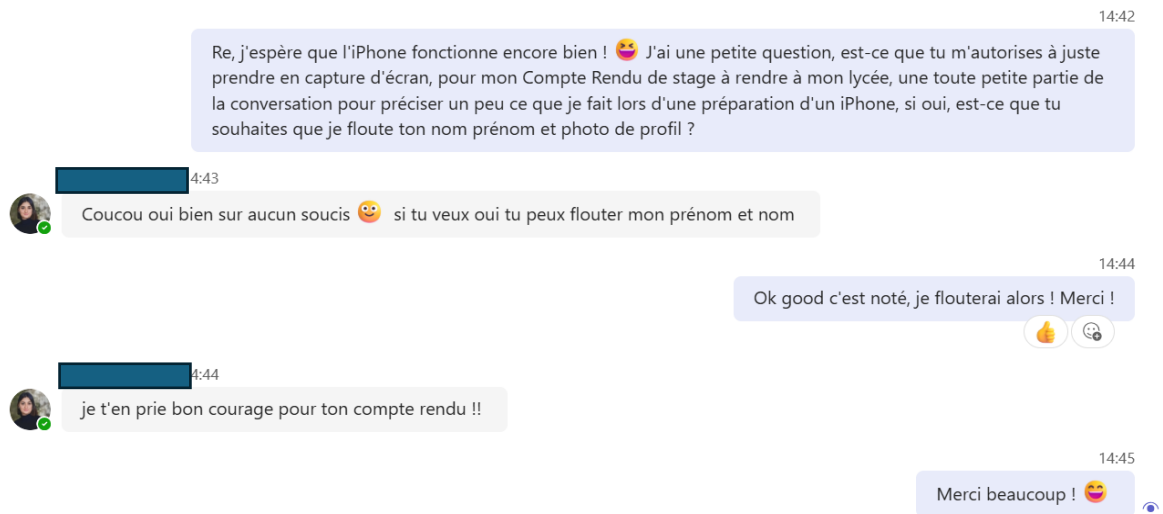 14:42
Re, j'espère que l'iPhone fonctionne encore bien ! 😆 J'ai une petite question, est-ce que tu m'autorises à juste
prendre en capture d'écran, pour mon Compte Rendu de stage à rendre à mon lycée, une toute petite partie de
la conversation pour préciser un peu ce que je fait lors d'une préparation d'un iPhone, si oui, est-ce que tu
souhaites que je floute ton nom prénom et photo de profil ?
4:43
Coucou oui bien sur aucun soucis 🙂 si tu veux oui tu peux flouter mon prénom et nom
14:44
Ok good c'est noté, je flouterai alors ! Merci !
👍
4:44
je t'en prie bon courage pour ton compte rendu !!
14:45
Merci beaucoup ! 😄